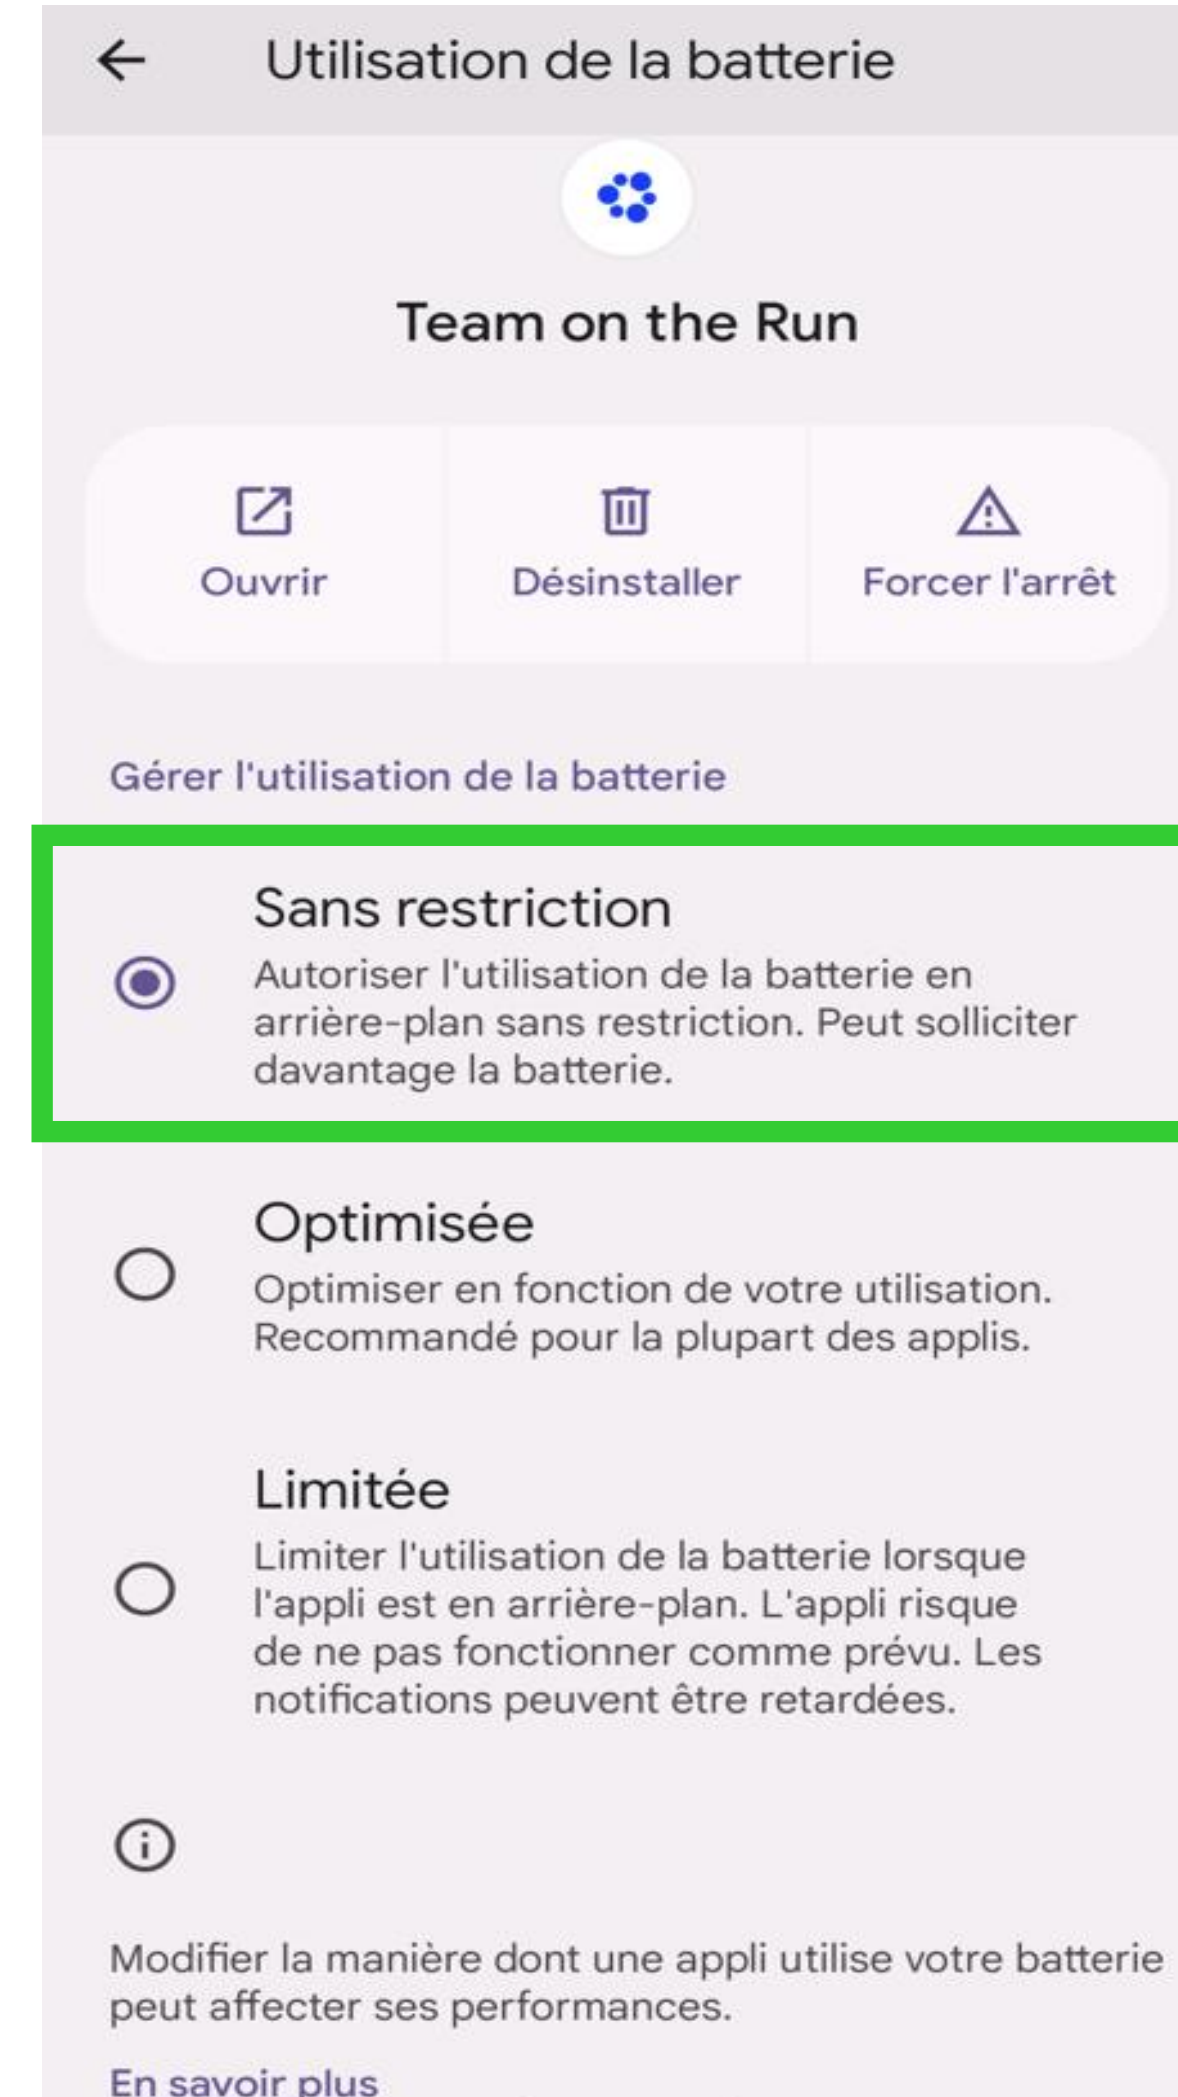 Utilisation de la batterie
Team on the Run
Ouvrir
Désinstaller
Forcer l'arrêt
Gérer l'utilisation de la batterie
Sans restriction
Autoriser l'utilisation de la batterie en
arrière-plan sans restriction. Peut solliciter
davantage la batterie.
Optimisée
Optimiser en fonction de votre utilisation.
Recommandé pour la plupart des applis.
Limitée
Limiter l'utilisation de la batterie lorsque
l'appli est en arrière-plan. L'appli risque
de ne pas fonctionner comme prévu. Les
notifications peuvent être retardées.
Modifier la manière dont une appli utilise votre batterie
peut affecter ses performances.
En savoir plus